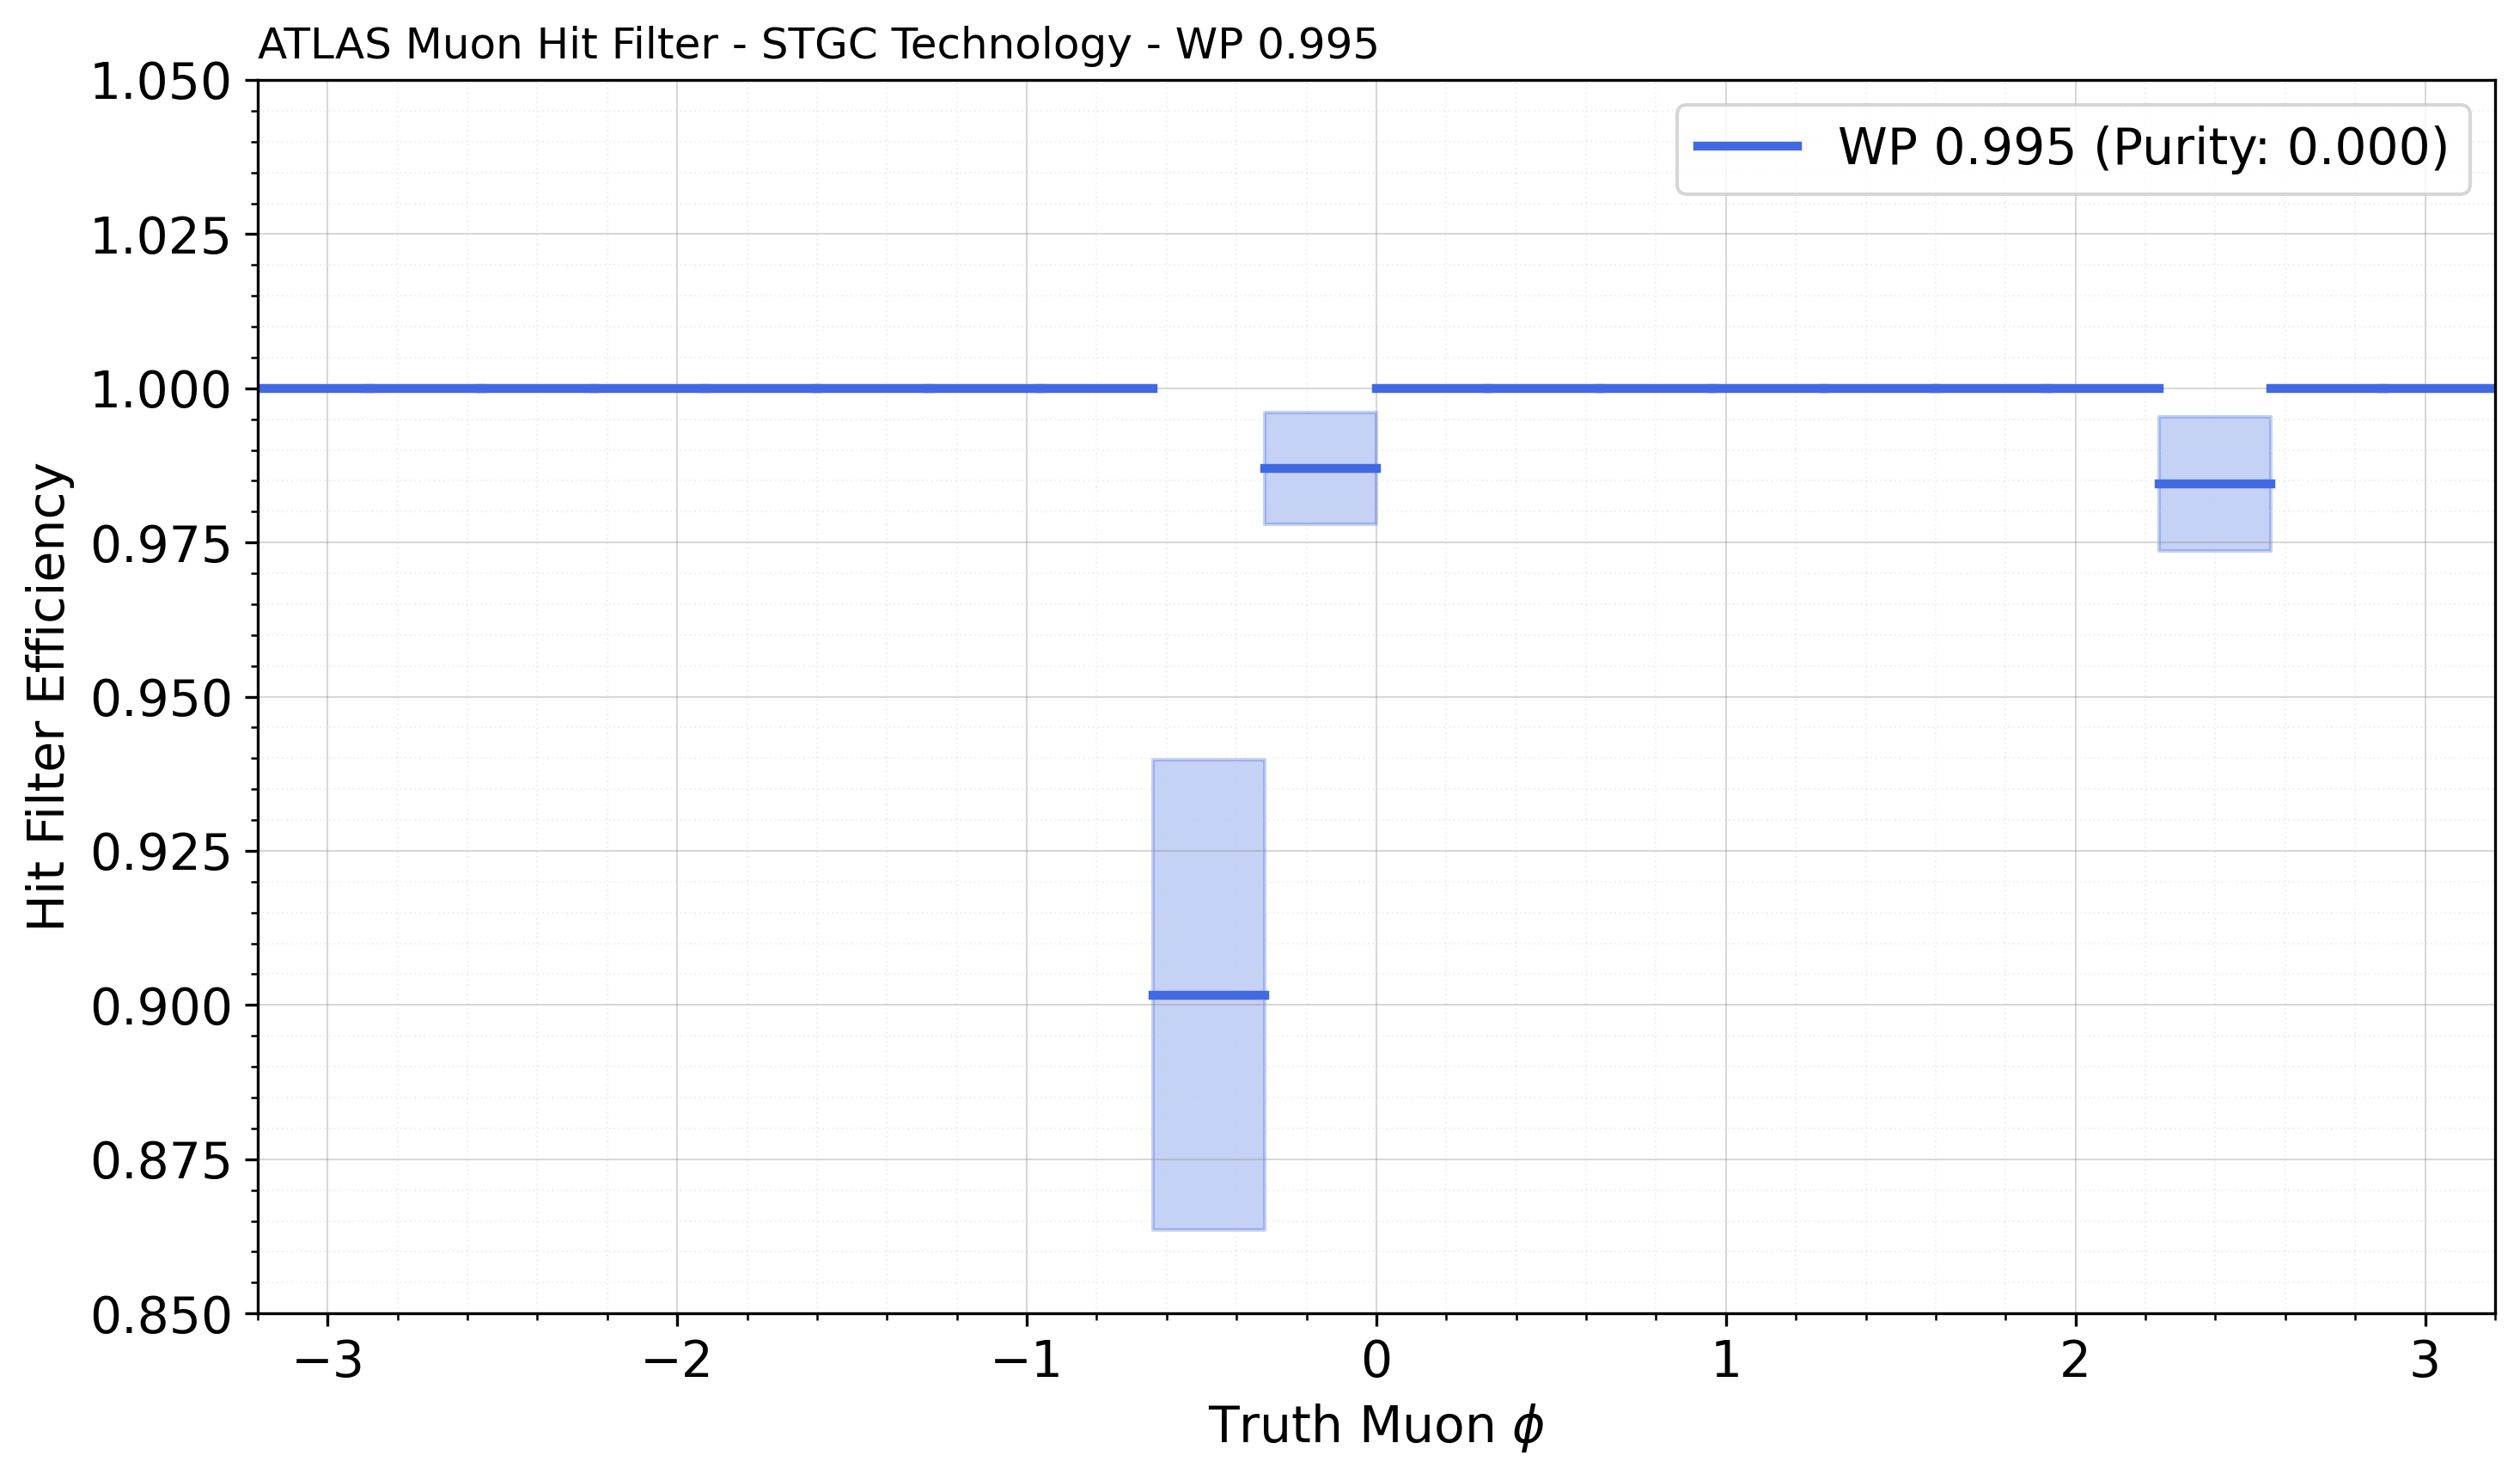 ATLAS Muon Hit Filter - STGC Technology - WP 0.995
1.050
1.025
1.000
0.975
0.950
0.925
0.900
0.875
0.850
Hit Filter Efficiency
WP 0.995 (Purity: 0.000)
−3 −2 −1 0 1 2 3
Truth Muon ϕ